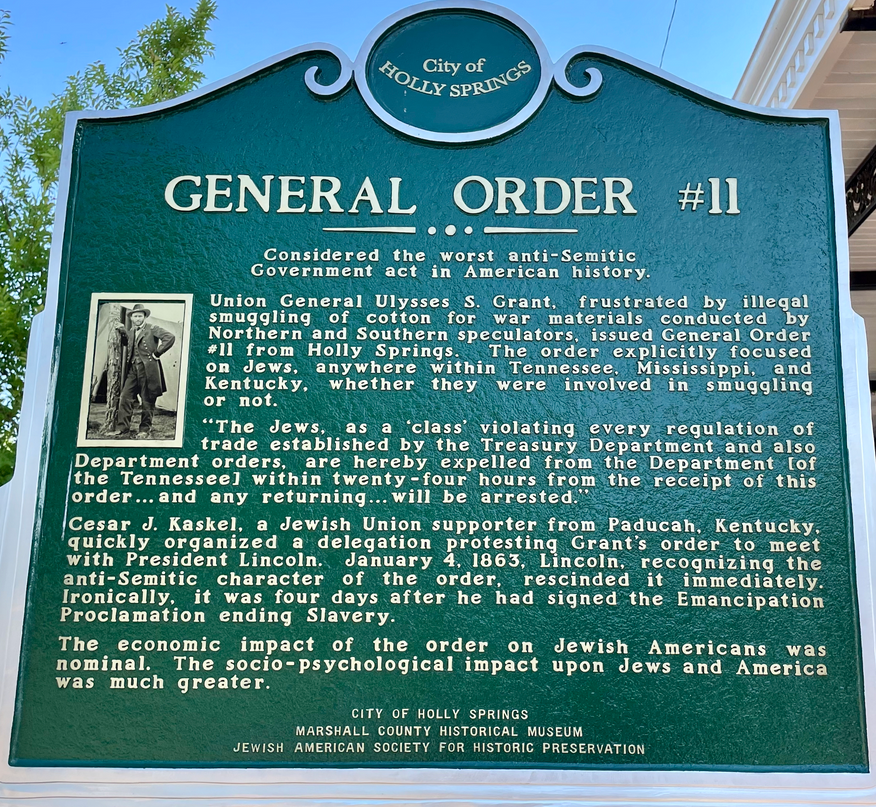 City of
HOLLY SPRINGS
GENERAL ORDER #11
Considered the worst anti-Semitic
Government act in American history.
Union General Ulysses S. Grant, frustrated by illegal
smuggling of cotton for war materials conducted by
Northern and Southern speculators, issued General Order
#11 from Holly Springs. The order explicitly focused
on Jews, anywhere within Tennessee, Mississippi, and
Kentucky, whether they were involved in smuggling
or not.
"The Jews, as a 'class' violating every regulation of
trade established by the Treasury Department and also
Department orders, are hereby expelled from the Department [of
the Tennessee] within twenty-four hours from the receipt of this
order...and any returning...will be arrested."
Cesar J. Kaskel, a Jewish Union supporter from Paducah, Kentucky,
quickly organized a delegation protesting Grant's order to meet
with President Lincoln. January 4, 1863, Lincoln, recognizing the
anti-Semitic character of the order, rescinded it immediately.
Ironically, it was four days after he had signed the Emancipation
Proclamation ending Slavery.
The economic impact of the order on Jewish Americans was
nominal. The socio-psychological impact upon Jews and America
was much greater.
CITY OF HOLLY SPRINGS
MARSHALL COUNTY HISTORICAL MUSEUM
JEWISH AMERICAN SOCIETY FOR HISTORIC PRESERVATION